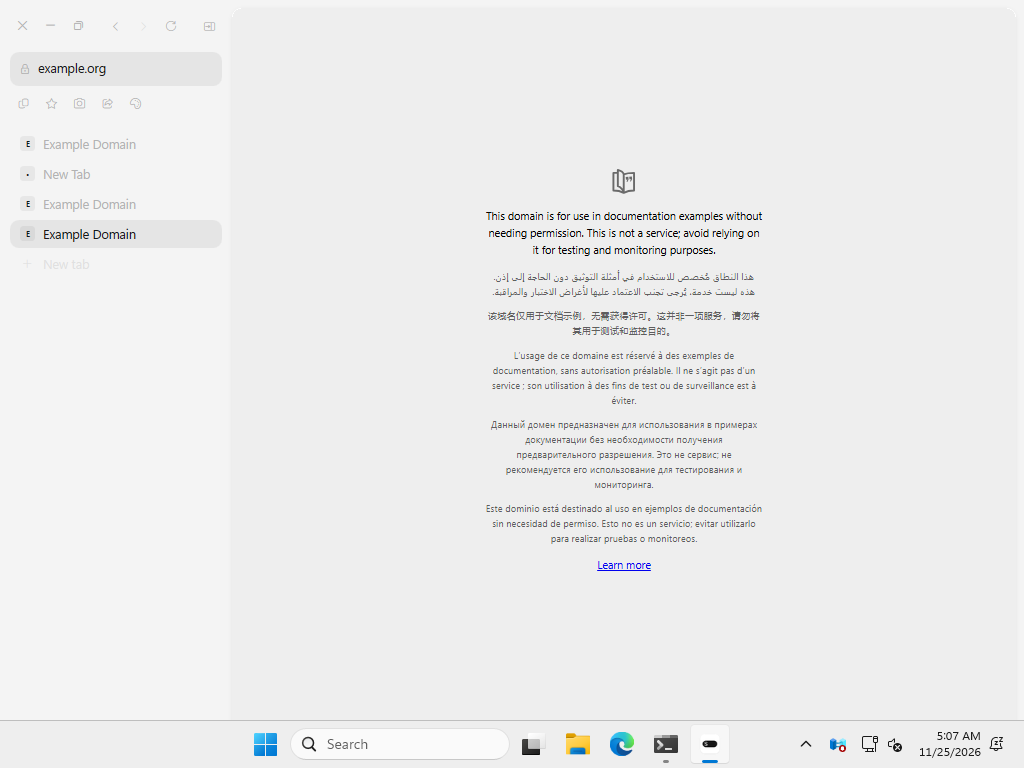 example.org
E Example Domain
New Tab
E Example Domain
E Example Domain
+ New tab
This domain is for use in documentation examples without
needing permission. This is not a service; avoid relying on
it for testing and monitoring purposes.
هذا النطاق مُخصص للاستخدام في أمثلة التوثيق دون الحاجة إلى إذن.
هذه ليست خدمة. يُرجى تجنب الاعتماد عليها لأغراض الاختبار والمراقبة.
该域名仅用于文档示例，无需获得许可。这并非一项服务，请勿将
其用于测试和监控目的。
L'usage de ce domaine est réservé à des exemples de
documentation, sans autorisation préalable. Il ne s'agit pas d'un
service ; son utilisation à des fins de test ou de surveillance est à
éviter.
Данный домен предназначен для использования в примерах
документации без необходимости получения
предварительного разрешения. Это не сервис; не
рекомендуется его использование для тестирования и
мониторинга.
Este dominio está destinado al uso en ejemplos de documentación
sin necesidad de permiso. Esto no es un servicio; evitar utilizarlo
para realizar pruebas o monitoreos.
Learn more
Search
5:07 AM
11/25/2026